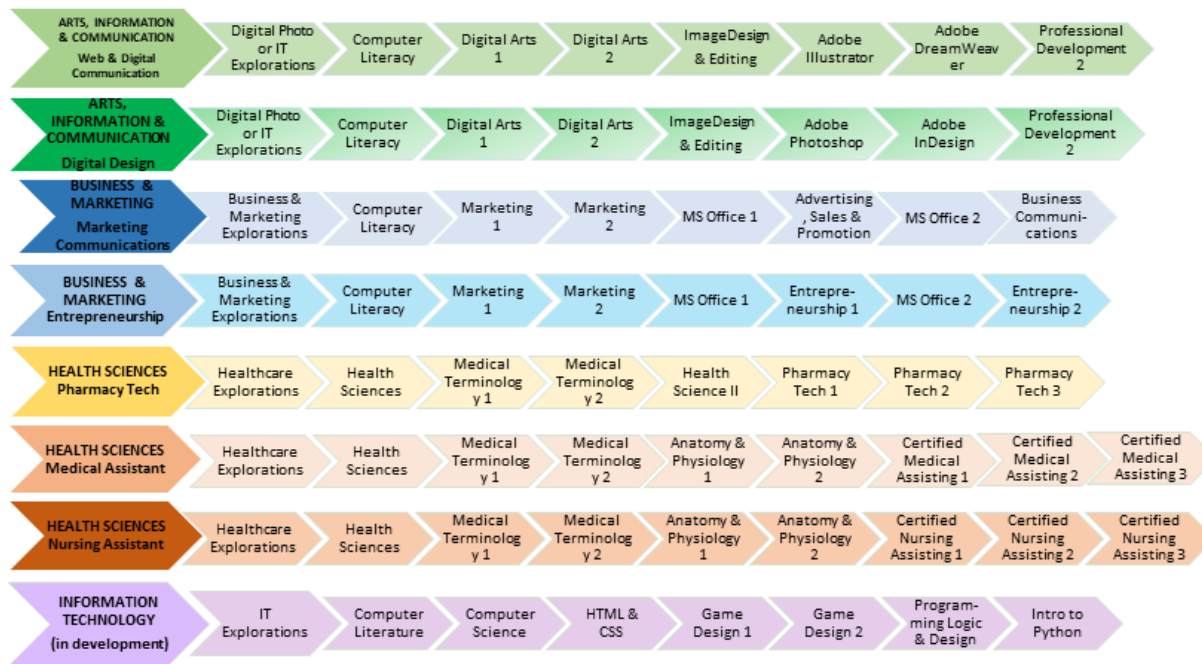 ARTS, INFORMATION
& COMMUNICATION
Web & Digital
Communication
Digital Photo
or IT
Explorations
Computer
Literacy
Digital Arts
1
Digital Arts
2
ImageDesign
& Editing
Adobe
Illustrator
Adobe
DreamWeav
er
Professional
Development
2
ARTS,
INFORMATION &
COMMUNICATION
Digital Design
Digital Photo
or IT
Explorations
Computer
Literacy
Digital Arts
1
Digital Arts
2
ImageDesign
& Editing
Adobe
Photoshop
Adobe
InDesign
Professional
Development
2
BUSINESS &
MARKETING
Marketing
Communications
Business &
Marketing
Explorations
Computer
Literacy
Marketing
1
Marketing
2
MS Office 1
Advertising
, Sales &
Promotion
MS Office 2
Business
Communi-
cations
BUSINESS &
MARKETING
Entrepreneurship
Business &
Marketing
Explorations
Computer
Literacy
Marketing
1
Marketing
2
MS Office 1
Entrepre-
neurship 1
MS Office 2
Entrepre-
neurship 2
HEALTH SCIENCES
Pharmacy Tech
Healthcare
Explorations
Health
Sciences
Medical
Terminolog
y 1
Medical
Terminolog
y 2
Health
Science II
Pharmacy
Tech 1
Pharmacy
Tech 2
Pharmacy
Tech 3
HEALTH SCIENCES
Medical Assistant
Healthcare
Explorations
Health
Sciences
Medical
Terminolog
y 1
Medical
Terminolog
y 2
Anatomy &
Physiology
1
Anatomy &
Physiology
2
Certified
Medical
Assisting 1
Certified
Medical
Assisting 2
Certified
Medical
Assisting 3
HEALTH SCIENCES
Nursing Assistant
Healthcare
Explorations
Health
Sciences
Medical
Terminolog
y 1
Medical
Terminolog
y 2
Anatomy &
Physiology
1
Anatomy &
Physiology
2
Certified
Nursing
Assisting 1
Certified
Nursing
Assisting 2
Certified
Nursing
Assisting 3
INFORMATION
TECHNOLOGY
(in development)
IT
Explorations
Computer
Literature
Computer
Science
HTML &
CSS
Game
Design 1
Game
Design 2
Program-
ming Logic
& Design
Intro to
Python